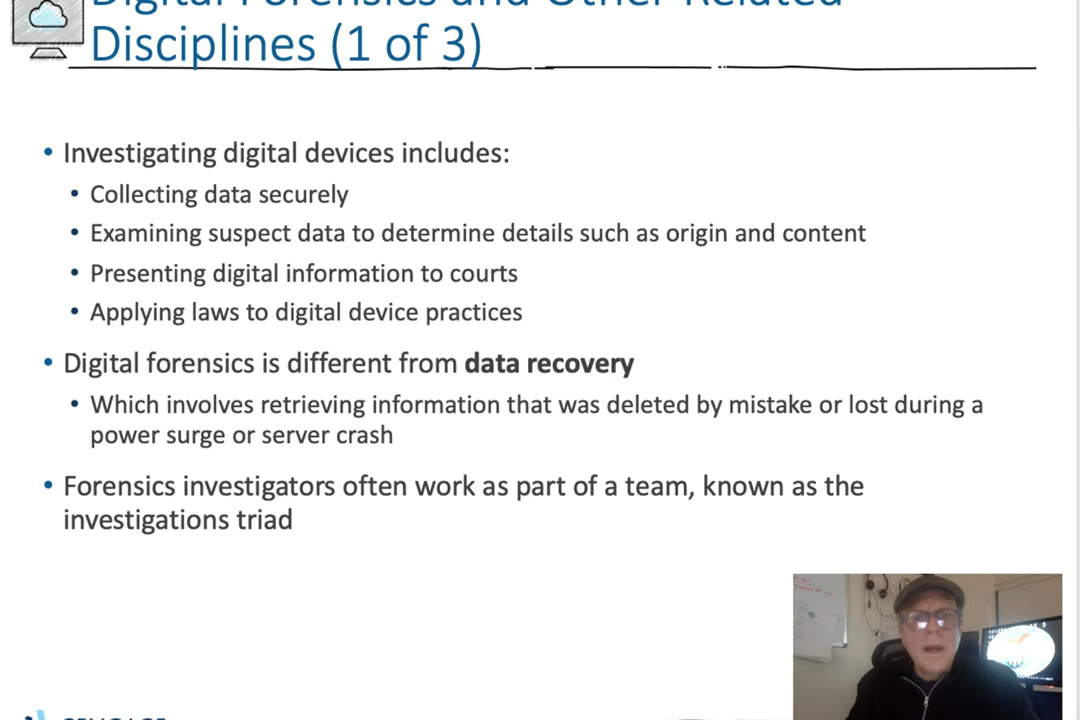 Digital Forensics and Other Related
Disciplines (1 of 3)
• Investigating digital devices includes:
• Collecting data securely
• Examining suspect data to determine details such as origin and content
• Presenting digital information to courts
• Applying laws to digital device practices
• Digital forensics is different from data recovery
• Which involves retrieving information that was deleted by mistake or lost during a
power surge or server crash
• Forensics investigators often work as part of a team, known as the
investigations triad
CENGAGE